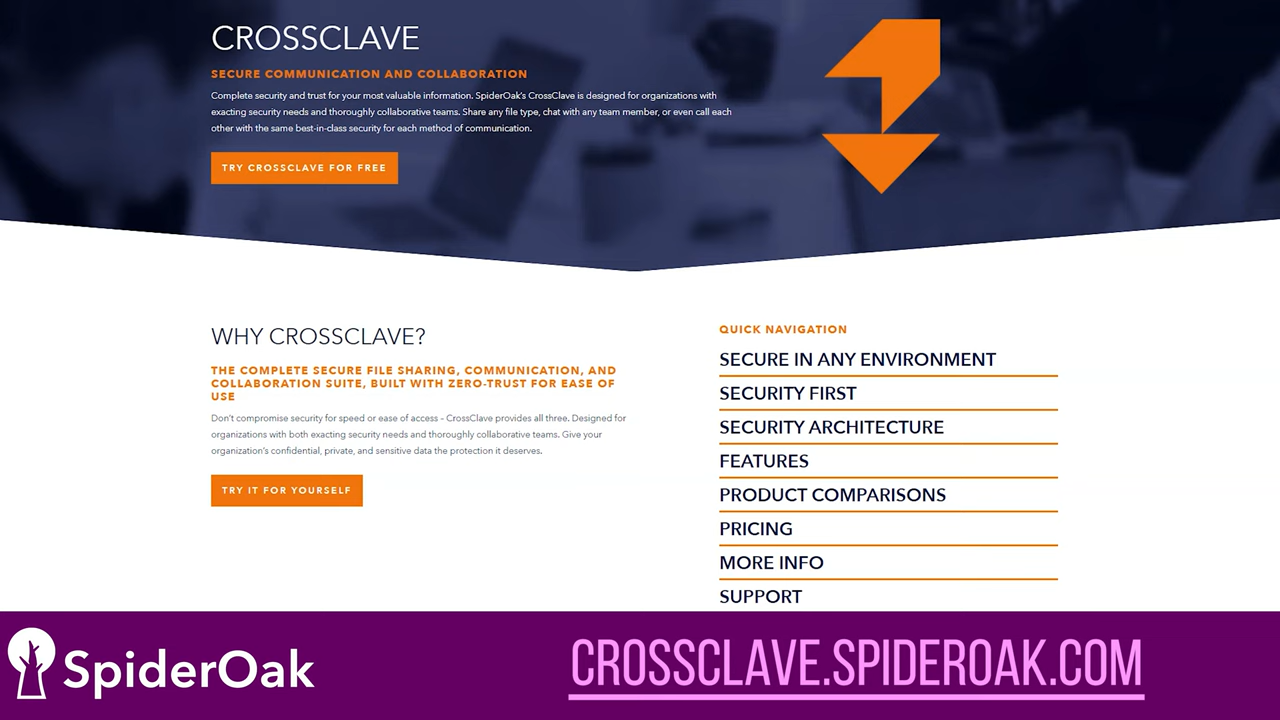 CROSSCLAVE
SECURE COMMUNICATION AND COLLABORATION
Complete security and trust for your most valuable information. SpiderOak's CrossClave is designed for organizations with
exacting security needs and thoroughly collaborative teams. Share any file type, chat with any team member, or even call each
other with the same best-in-class security for each method of communication.
TRY CROSSCLAVE FOR FREE
WHY CROSSCLAVE?
THE COMPLETE SECURE FILE SHARING, COMMUNICATION, AND
COLLABORATION SUITE, BUILT WITH ZERO-TRUST FOR EASE OF
USE
Don't compromise security for speed or ease of access – CrossClave provides all three. Designed for
organizations with both exacting security needs and thoroughly collaborative teams. Give your
organization's confidential, private, and sensitive data the protection it deserves.
TRY IT FOR YOURSELF
QUICK NAVIGATION
SECURE IN ANY ENVIRONMENT
SECURITY FIRST
SECURITY ARCHITECTURE
FEATURES
PRODUCT COMPARISONS
PRICING
MORE INFO
SUPPORT
SpiderOak
CROSSCLAVE.SPIDEROAK.COM